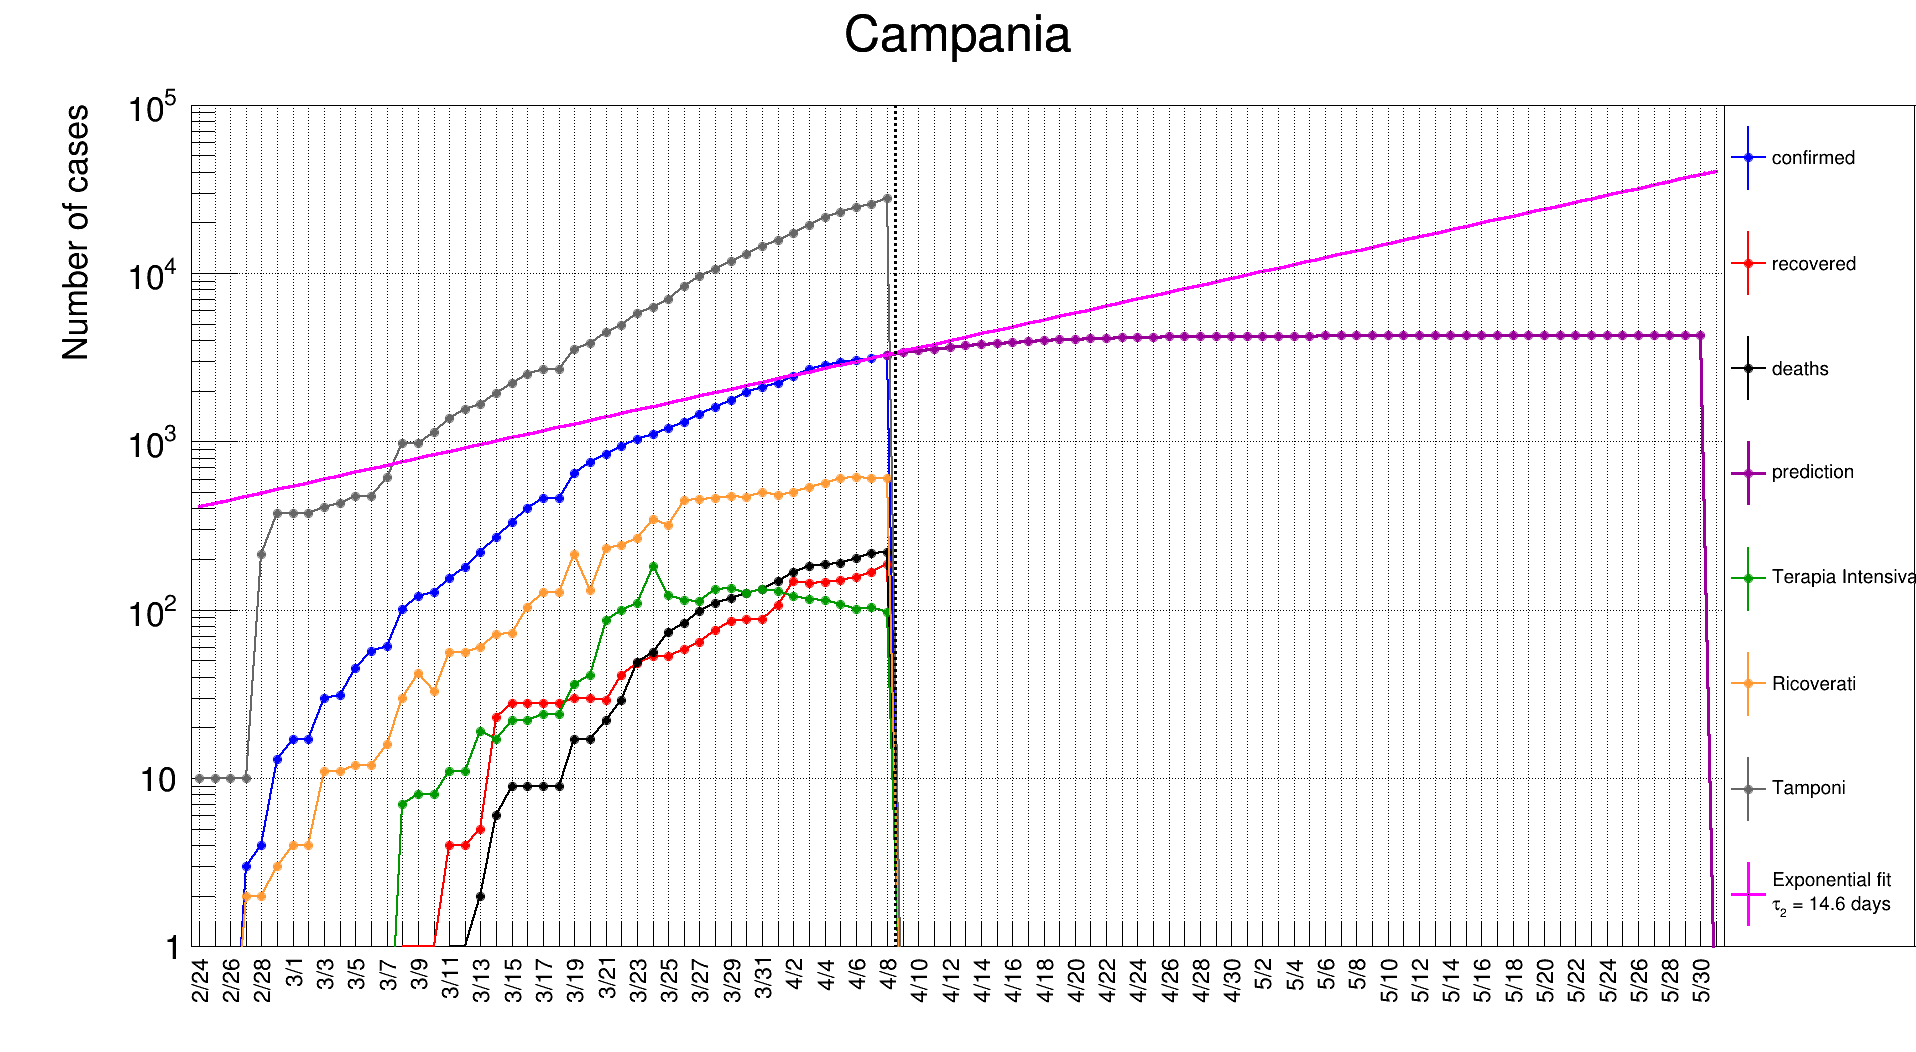 Campania
Number of cases
10^5
10^4
10^3
10^2
10
1
2/24 2/26 2/28 3/1 3/3 3/5 3/7 3/9 3/11 3/13 3/15 3/17 3/19 3/21 3/23 3/25 3/27 3/29 3/31 4/2 4/4 4/6 4/8 4/10 4/12 4/14 4/16 4/18 4/20 4/22 4/24 4/26 4/28 4/30 5/2 5/4 5/6 5/8 5/10 5/12 5/14 5/16 5/18 5/20 5/22 5/24 5/26 5/28 5/30
confirmed
recovered
deaths
prediction
Terapia Intensiva
Ricoverati
Tamponi
Exponential fit
τ₂ = 14.6 days